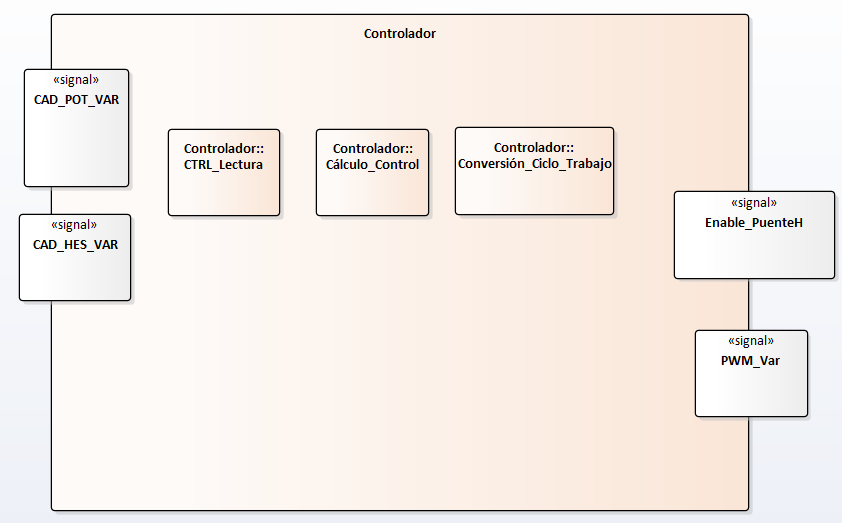 Controlador
«signal»
CAD_POT_VAR
Controlador::
CTRL_Lectura
Controlador::
Cálculo_Control
Controlador::
Conversión_Ciclo_Trabajo
«signal»
CAD_HES_VAR
«signal»
Enable_PuenteH
«signal»
PWM_Var